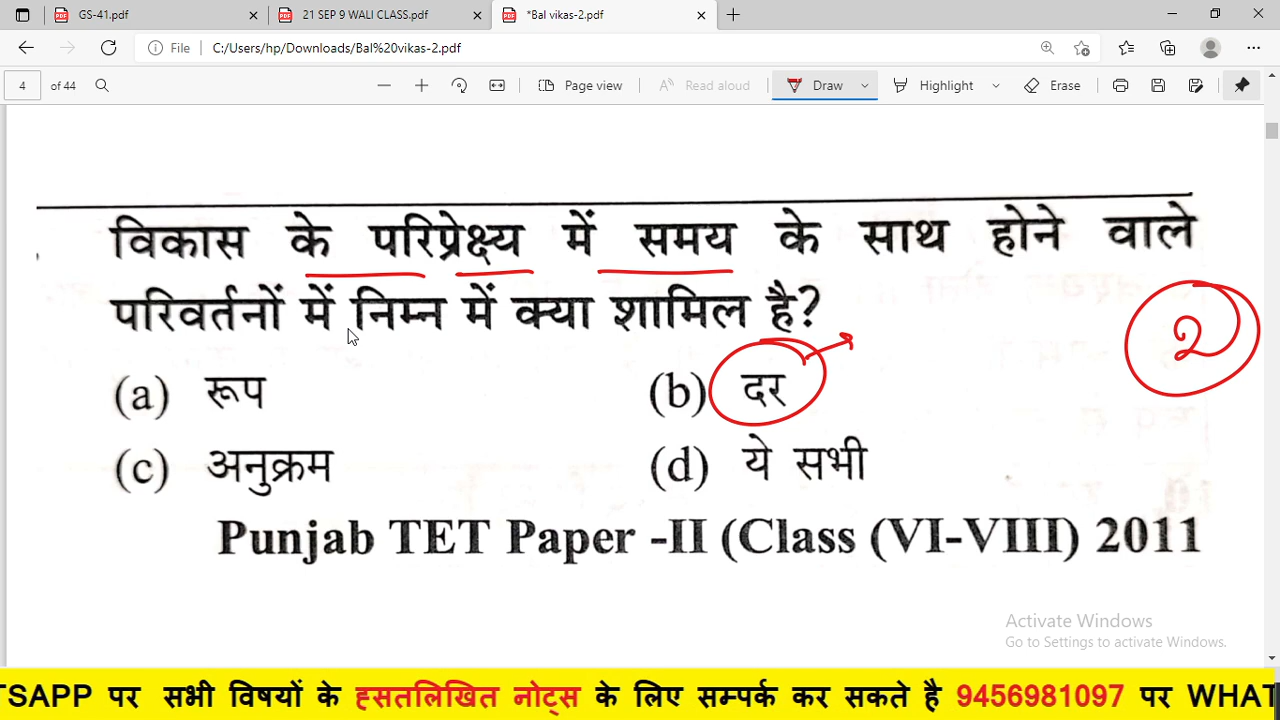 GS-41.pdf
21 SEP 9 WALI CLASS.pdf
*Bal vikas-2.pdf
File C:/Users/hp/Downloads/Bal%20vikas-2.pdf
4 of 44 Page view Read aloud Draw Highlight Erase
विकास के परिप्रेक्ष्य में समय के साथ होने वाले
परिवर्तनों में निम्न में क्या शामिल है?
२
(a) रूप (b) दर
(c) अनुक्रम (d) ये सभी
Punjab TET Paper -II (Class (VI-VIII) 2011
Activate Windows
Go to Settings to activate Windows.
TSAPP पर सभी विषयों के ह्सतलिखित नोट्स के लिए सम्पर्क कर सकते है 9456981097 पर WHAT